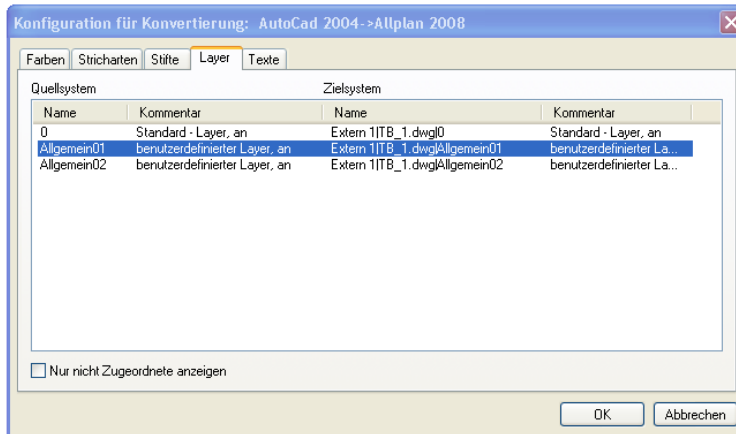 Konfiguration für Konvertierung: AutoCad 2004->Allplan 2008
Farben Stricharten Stifte Layer Texte
Quellsystem Zielsystem
Name Kommentar Name Kommentar
0 Standard - Layer, an Extern 1|TB_1.dwg|0 Standard - Layer, an
Allgemein01 benutzerdefinierter Layer, an Extern 1|TB_1.dwg|Allgemein01 benutzerdefinierter La...
Allgemein02 benutzerdefinierter Layer, an Extern 1|TB_1.dwg|Allgemein02 benutzerdefinierter La...
Nur nicht Zugeordnete anzeigen
OK Abbrechen